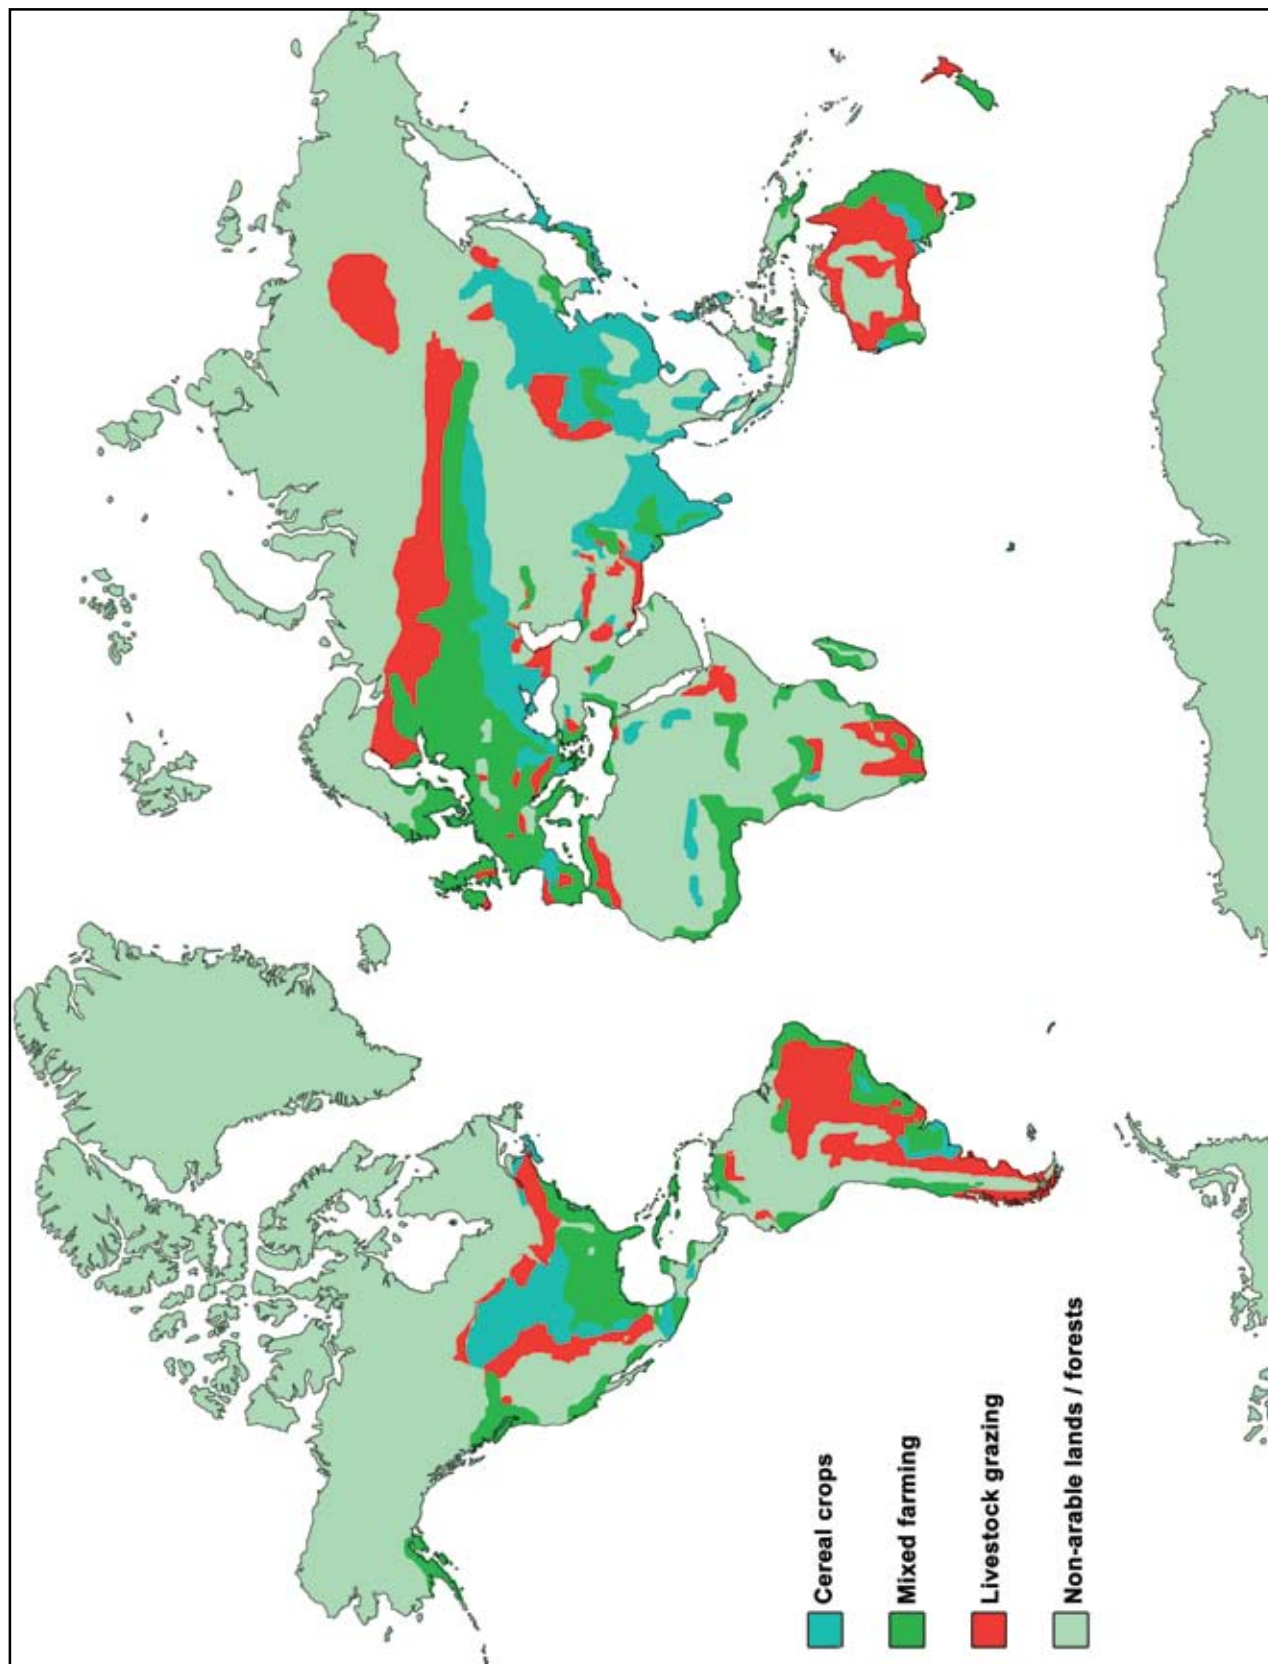 Cereal crops
Mixed farming
Livestock grazing
Non-arable lands / forests